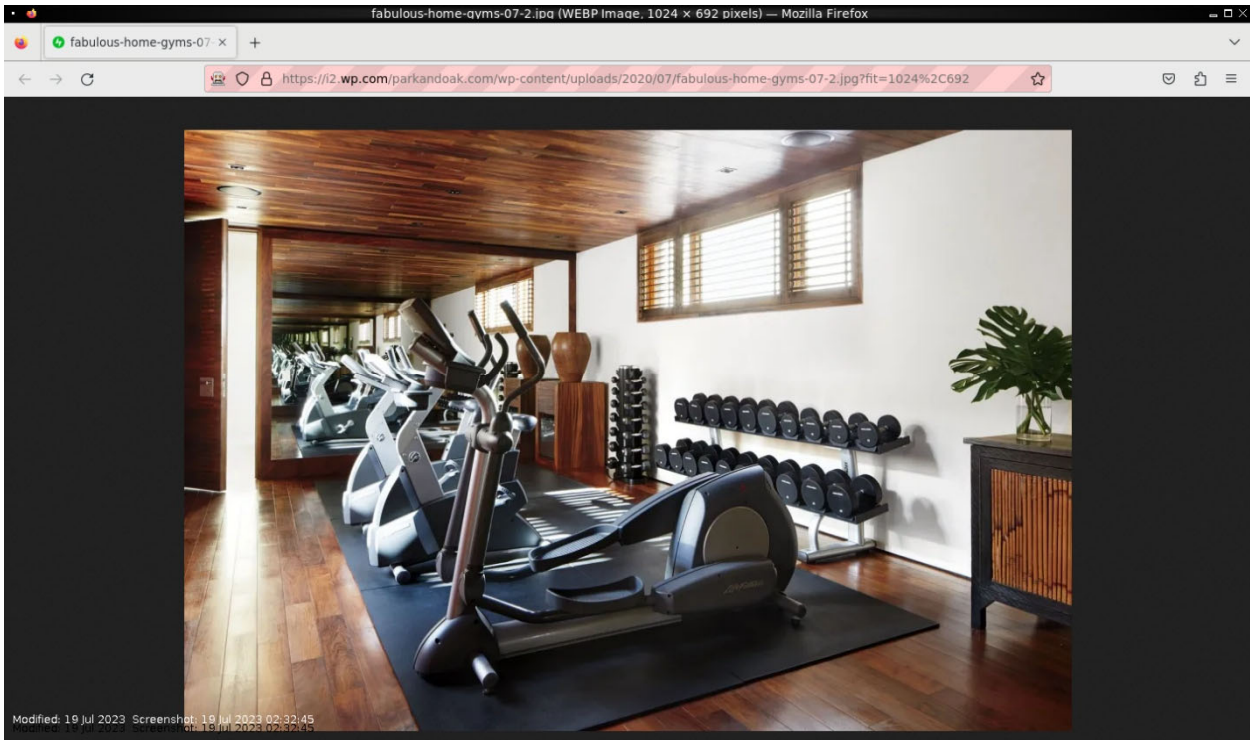 fabulous-home-gyms-07-2.jpg (WEBP Image, 1024 × 692 pixels) — Mozilla Firefox
fabulous-home-gyms-07-
https://i2.wp.com/parkandoak.com/wp-content/uploads/2020/07/fabulous-home-gyms-07-2.jpg?fit=1024%2C692
Modified: 19 Jul 2023 Screenshot: 19 Jul 2023 02:32:45